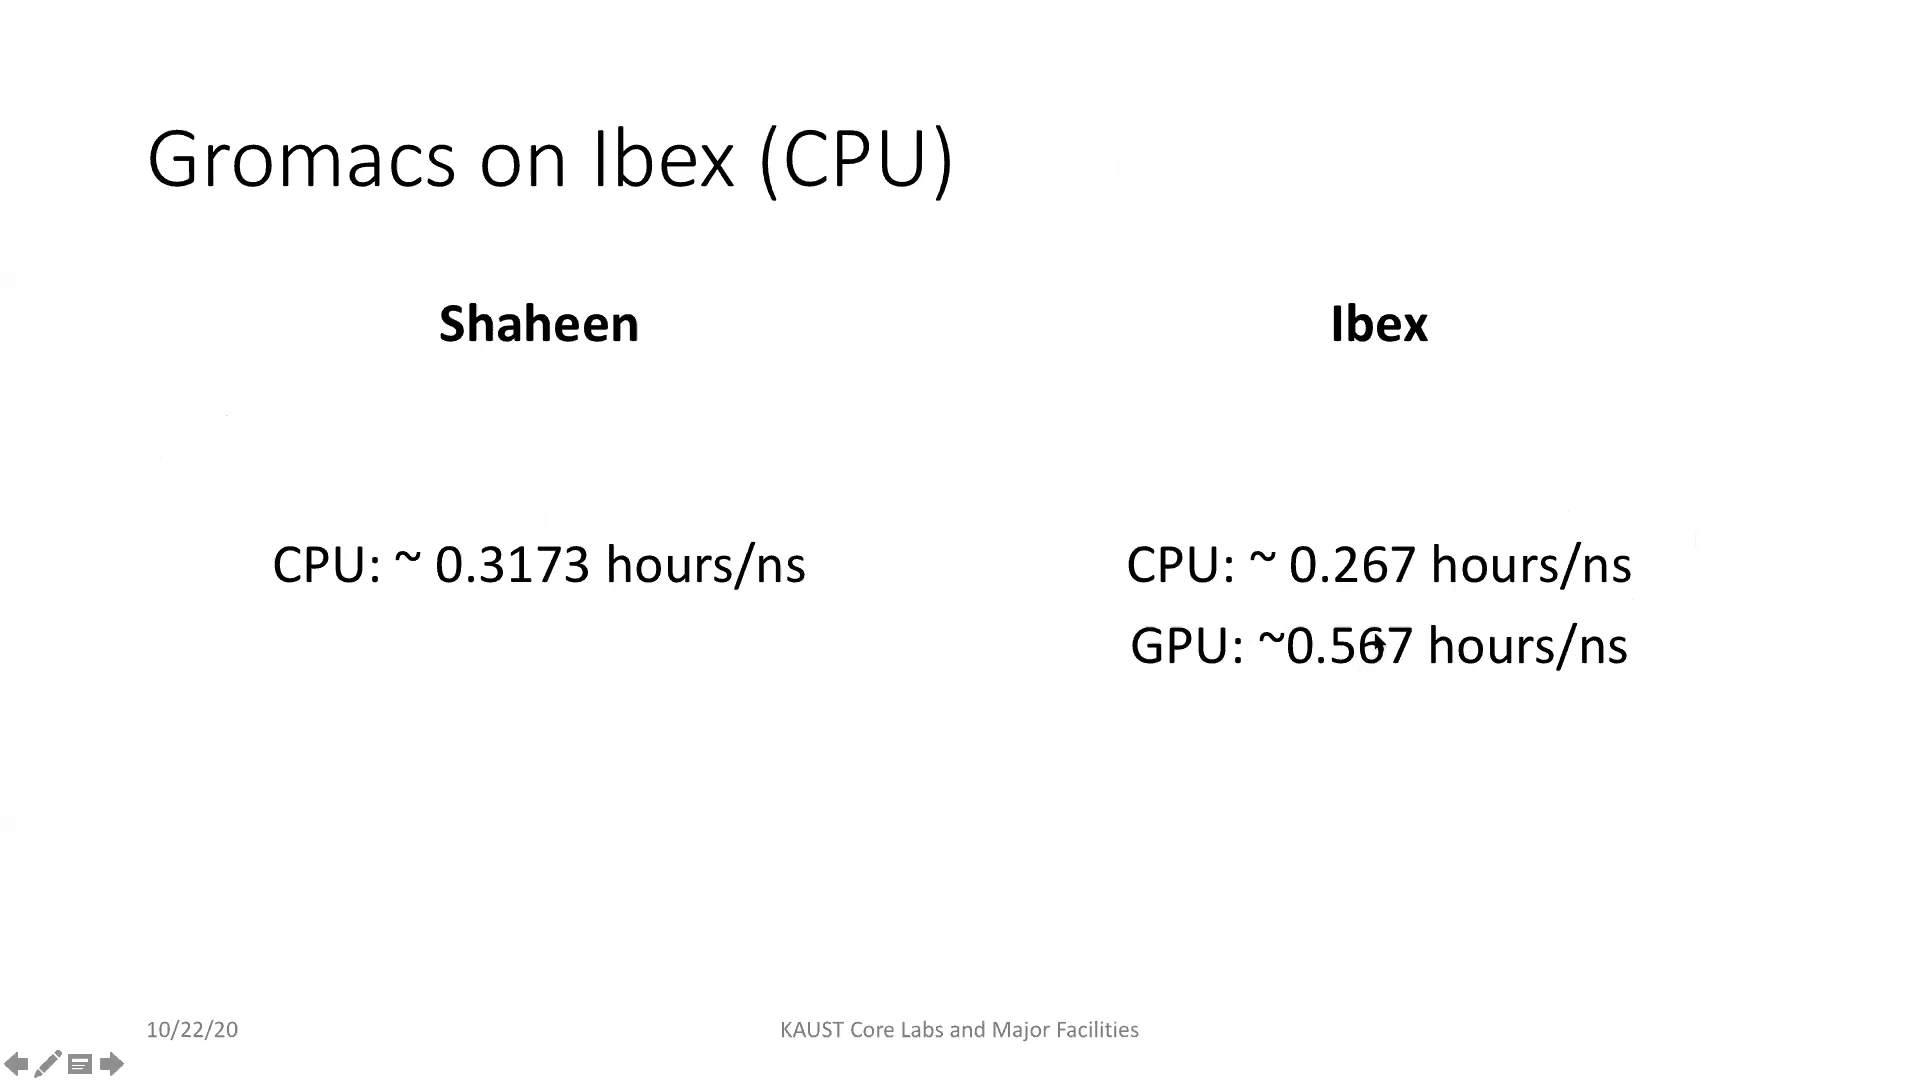 Gromacs on Ibex (CPU)
Shaheen
CPU: ~ 0.3173 hours/ns
Ibex
CPU: ~ 0.267 hours/ns
GPU: ~0.567 hours/ns
10/22/20
KAUST Core Labs and Major Facilities